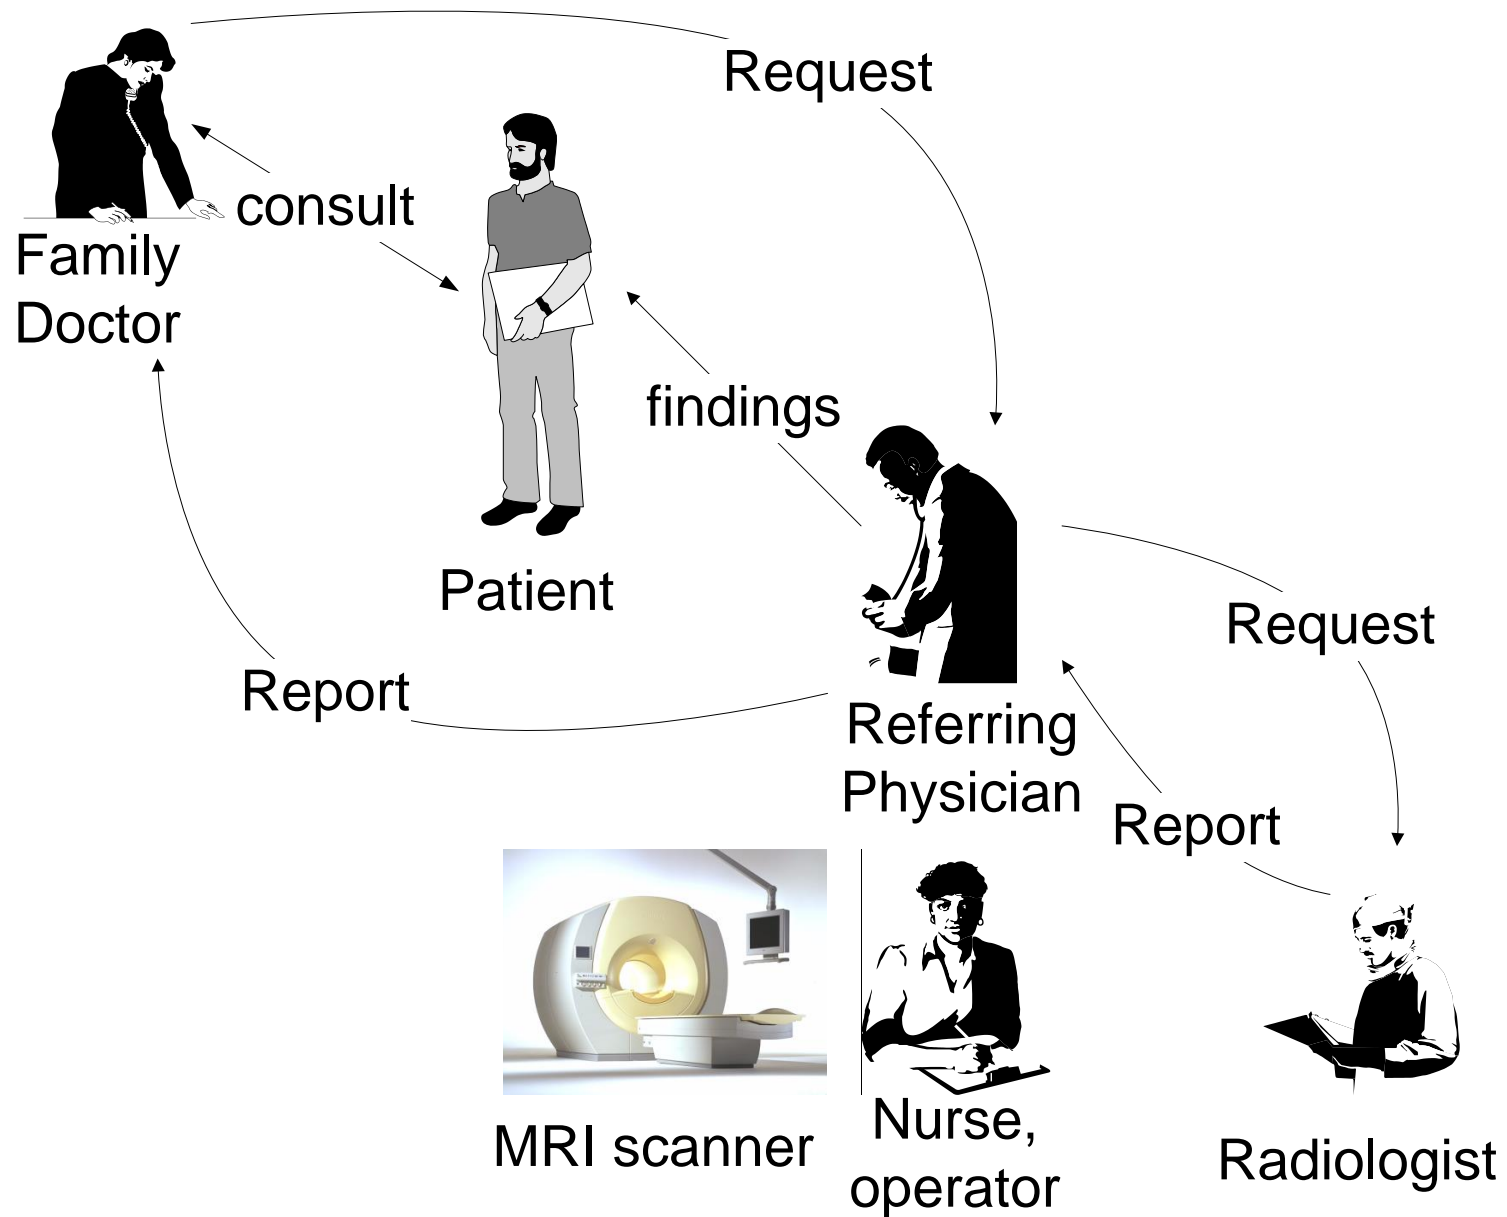 Request
consult
Family
Doctor
findings
Patient
Request
Report
Referring
Physician
Report
MRI scanner
Nurse,
operator
Radiologist